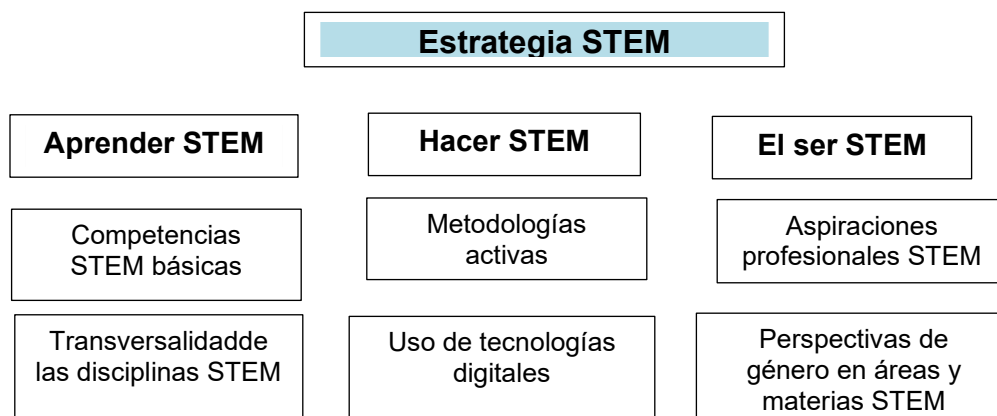 Estrategia STEM
Aprender STEM
Hacer STEM
El ser STEM
Competencias
STEM básicas
Metodologías
activas
Aspiraciones
profesionales STEM
Transversalidadde
las disciplinas STEM
Uso de tecnologías
digitales
Perspectivas de
género en áreas y
materias STEM